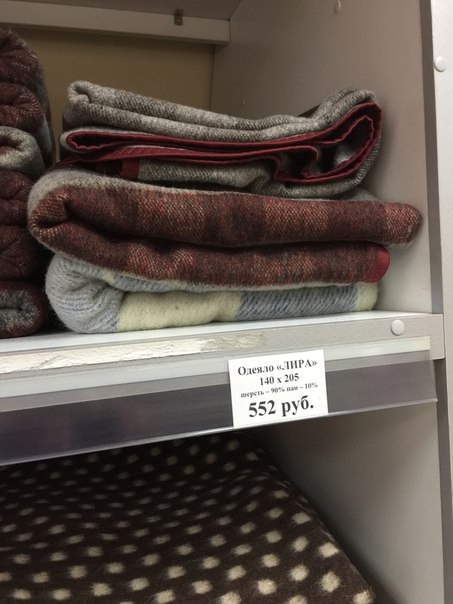 Одеяло «ЛИРА»
140 x 205
шерсть – 90% пан – 10%
552 руб.